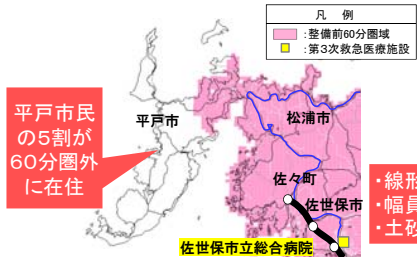 凡　例
：整備前60分圏域
：第3次救急医療施設
平戸市民
の5割が
60分圏外
に在住
平戸市
松浦市
佐々町
佐世保市
佐世保市立総合病院
・線形
・幅員
・土砂